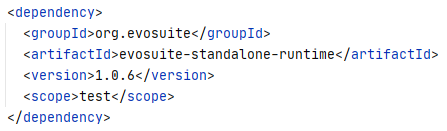 <dependency>
  <groupId>org.evosuite</groupId>
  <artifactId>evosuite-standalone-runtime</artifactId>
  <version>1.0.6</version>
  <scope>test</scope>
</dependency>